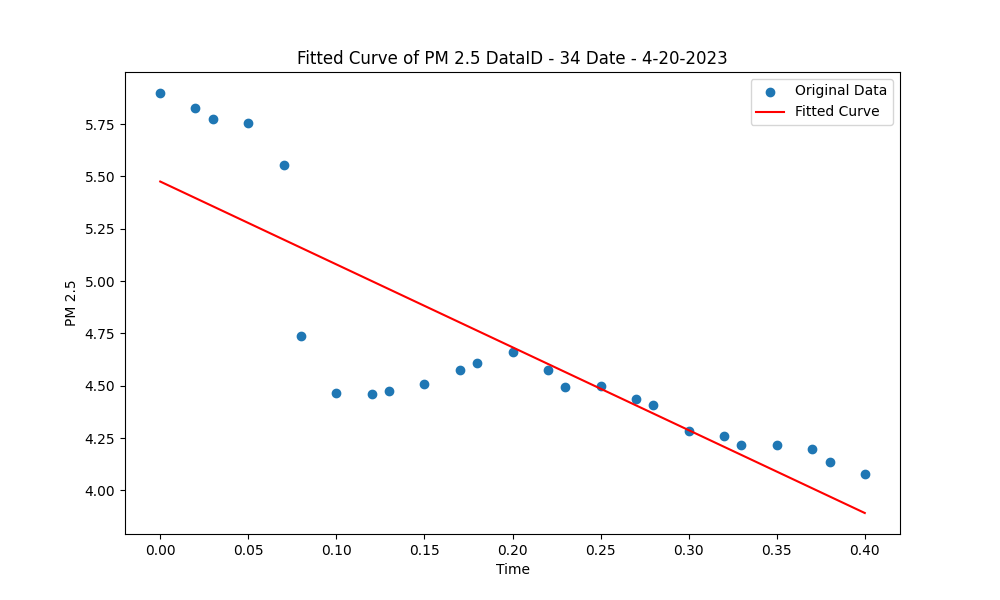 Fitted Curve of PM 2.5 DataID - 34 Date - 4-20-2023
Original Data
Fitted Curve
PM 2.5
5.75
5.50
5.25
5.00
4.75
4.50
4.25
4.00
0.00 0.05 0.10 0.15 0.20 0.25 0.30 0.35 0.40
Time